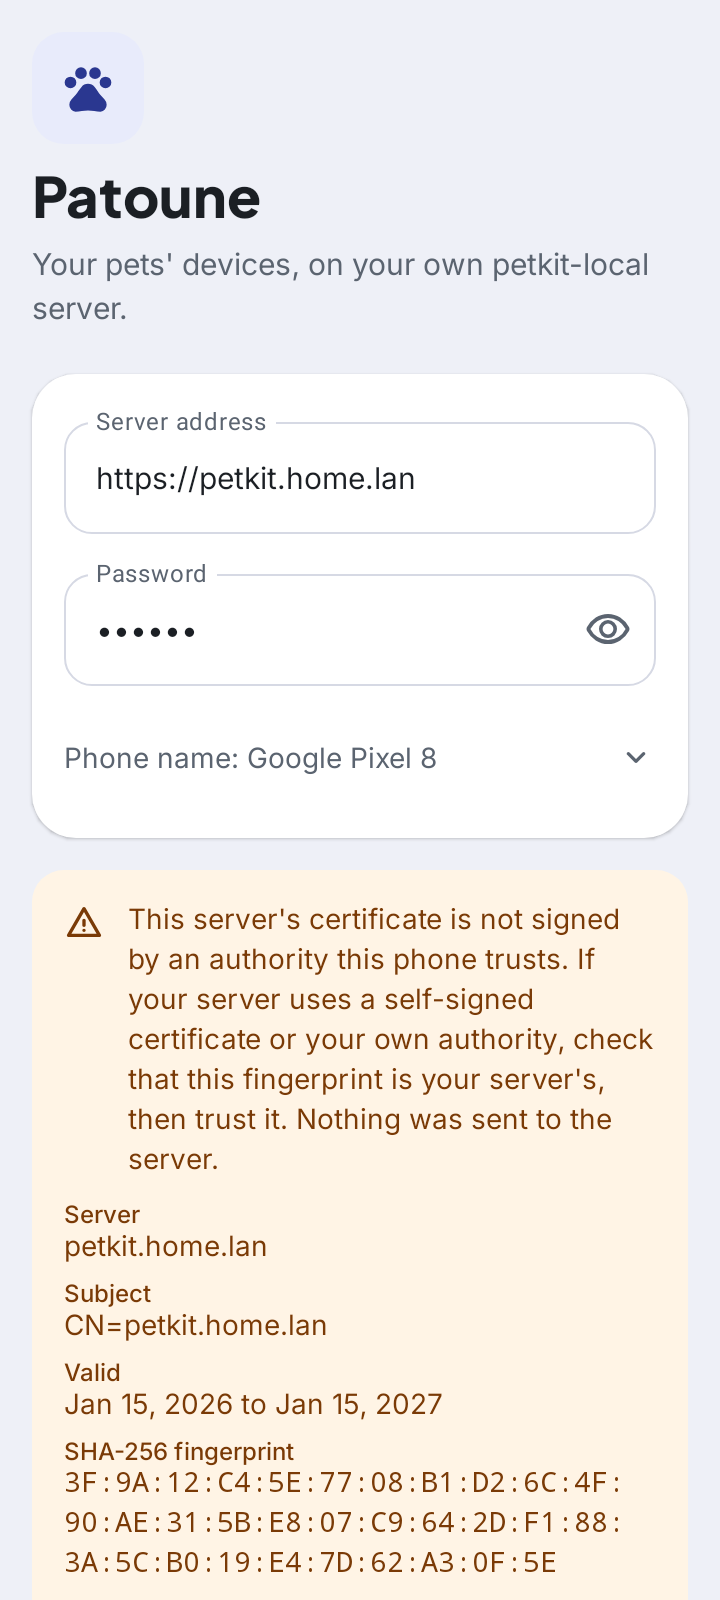 Patoune
Your pets' devices, on your own petkit-local
server.
Server address
https://petkit.home.lan
Password
••••••
Phone name: Google Pixel 8
This server's certificate is not signed
by an authority this phone trusts. If
your server uses a self-signed
certificate or your own authority, check
that this fingerprint is your server's,
then trust it. Nothing was sent to the
server.
Server
petkit.home.lan
Subject
CN=petkit.home.lan
Valid
Jan 15, 2026 to Jan 15, 2027
SHA-256 fingerprint
3F:9A:12:C4:5E:77:08:B1:D2:6C:4F:
90:AE:31:5B:E8:07:C9:64:2D:F1:88:
3A:5C:B0:19:E4:7D:62:A3:0F:5E